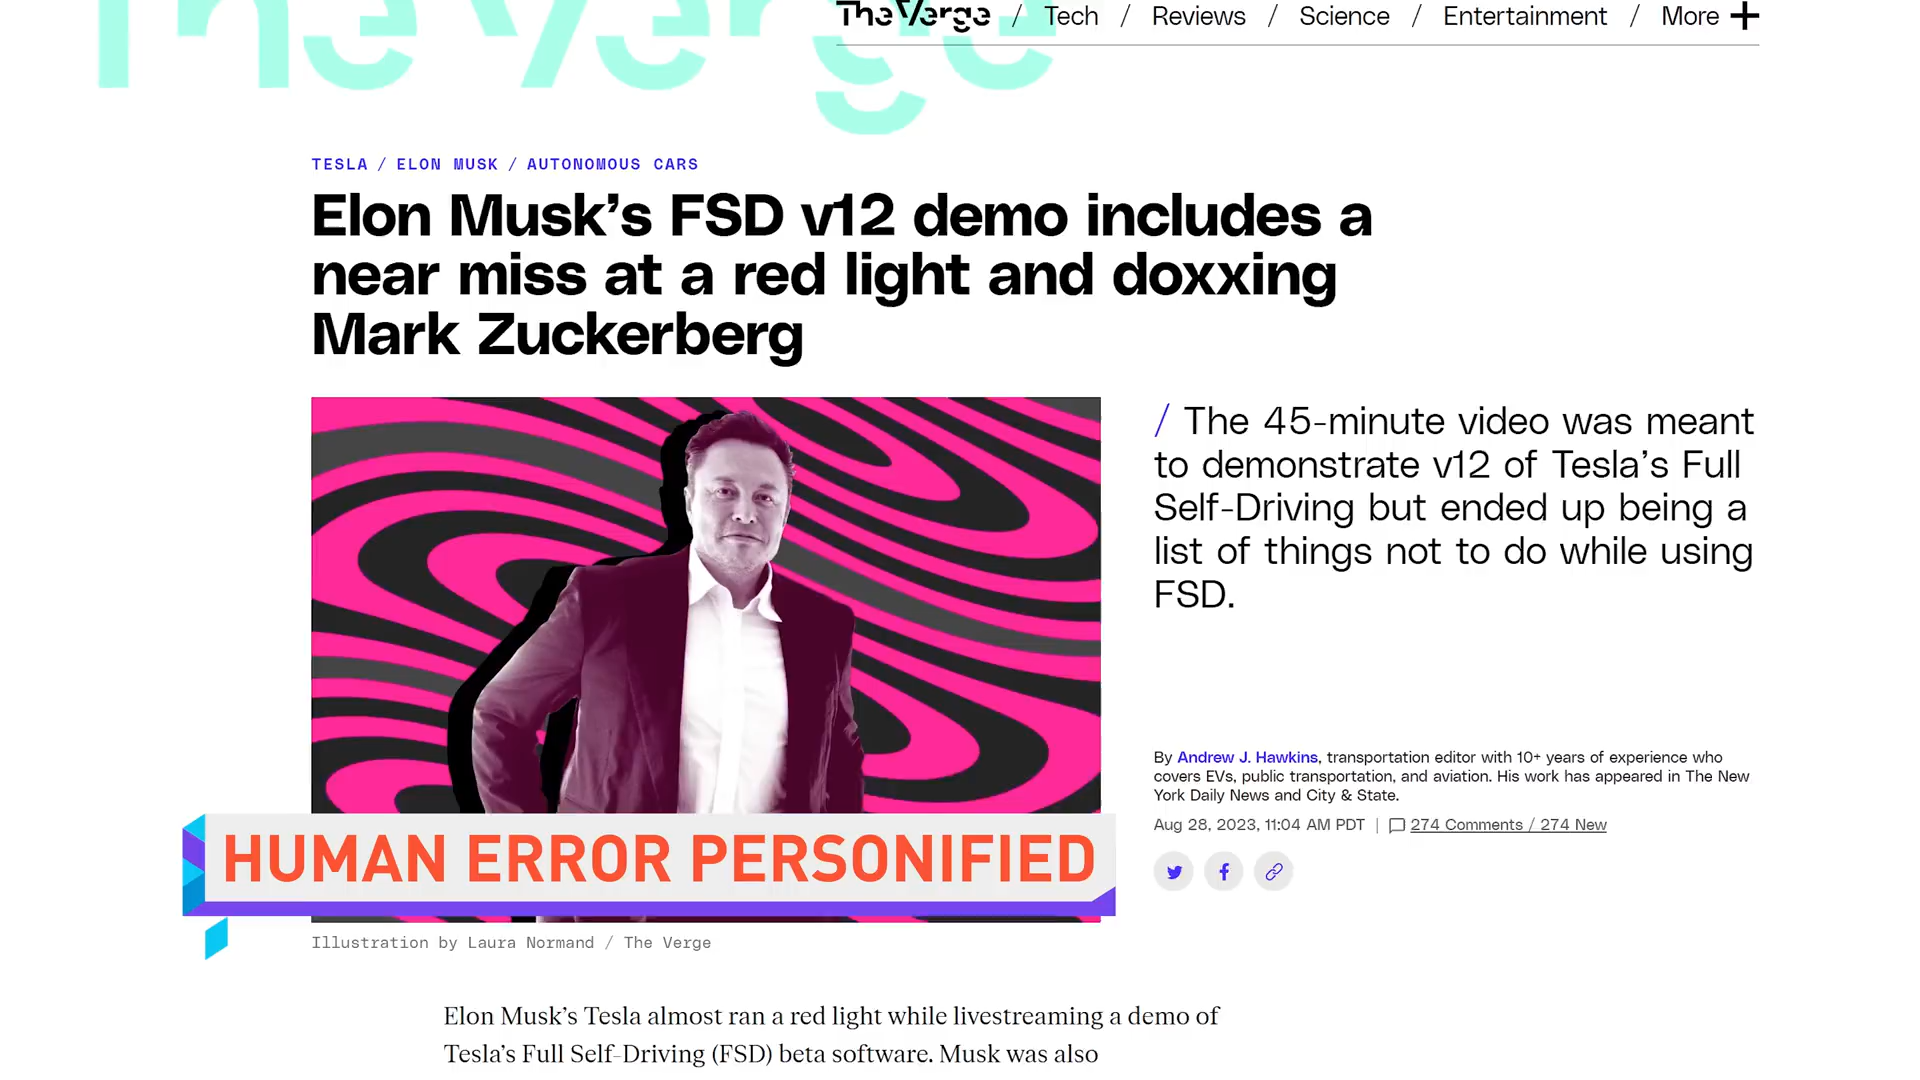 The Verge
The Verge / Tech / Reviews / Science / Entertainment / More +
TESLA / ELON MUSK / AUTONOMOUS CARS
Elon Musk’s FSD v12 demo includes a
near miss at a red light and doxxing
Mark Zuckerberg
/ The 45-minute video was meant
to demonstrate v12 of Tesla’s Full
Self-Driving but ended up being a
list of things not to do while using
FSD.
By Andrew J. Hawkins, transportation editor with 10+ years of experience who
covers EVs, public transportation, and aviation. His work has appeared in The New
York Daily News and City & State.
Aug 28, 2023, 11:04 AM PDT | 274 Comments / 274 New
HUMAN ERROR PERSONIFIED
Illustration by Laura Normand / The Verge
Elon Musk’s Tesla almost ran a red light while livestreaming a demo of
Tesla’s Full Self-Driving (FSD) beta software. Musk was also